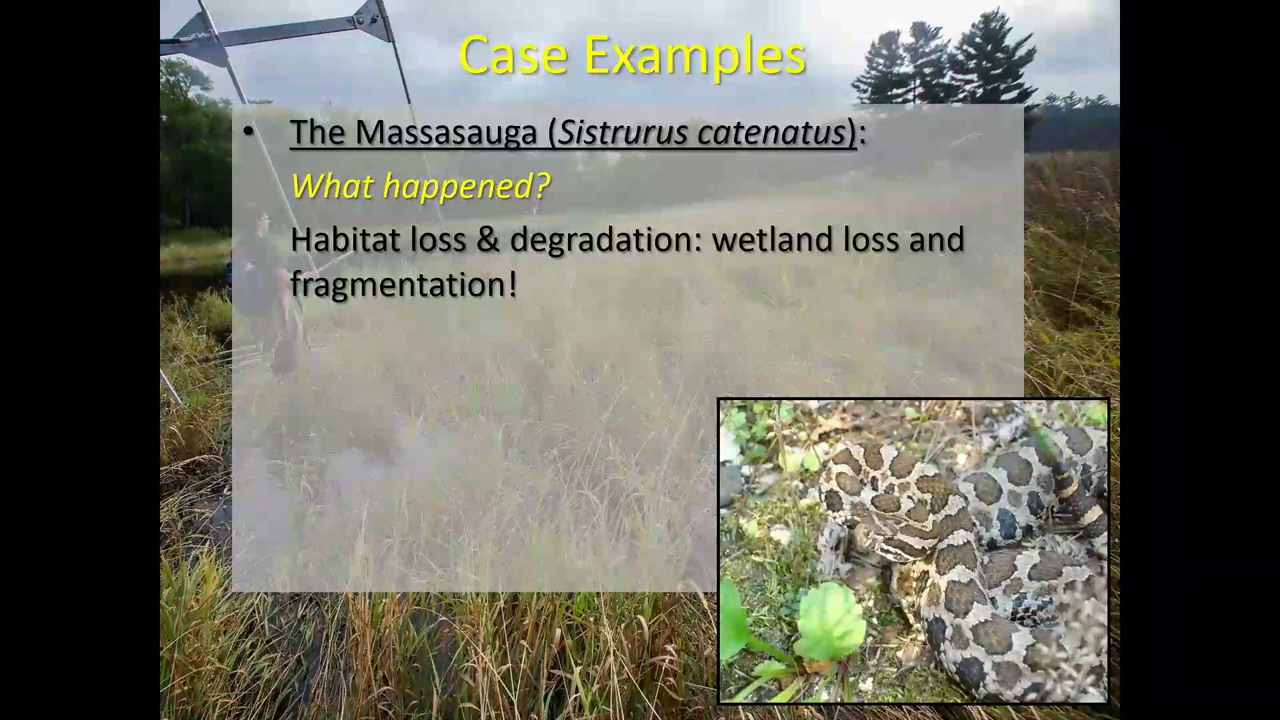 Case Examples
• The Massasauga (Sistrurus catenatus):
What happened?
Habitat loss & degradation: wetland loss and
fragmentation!